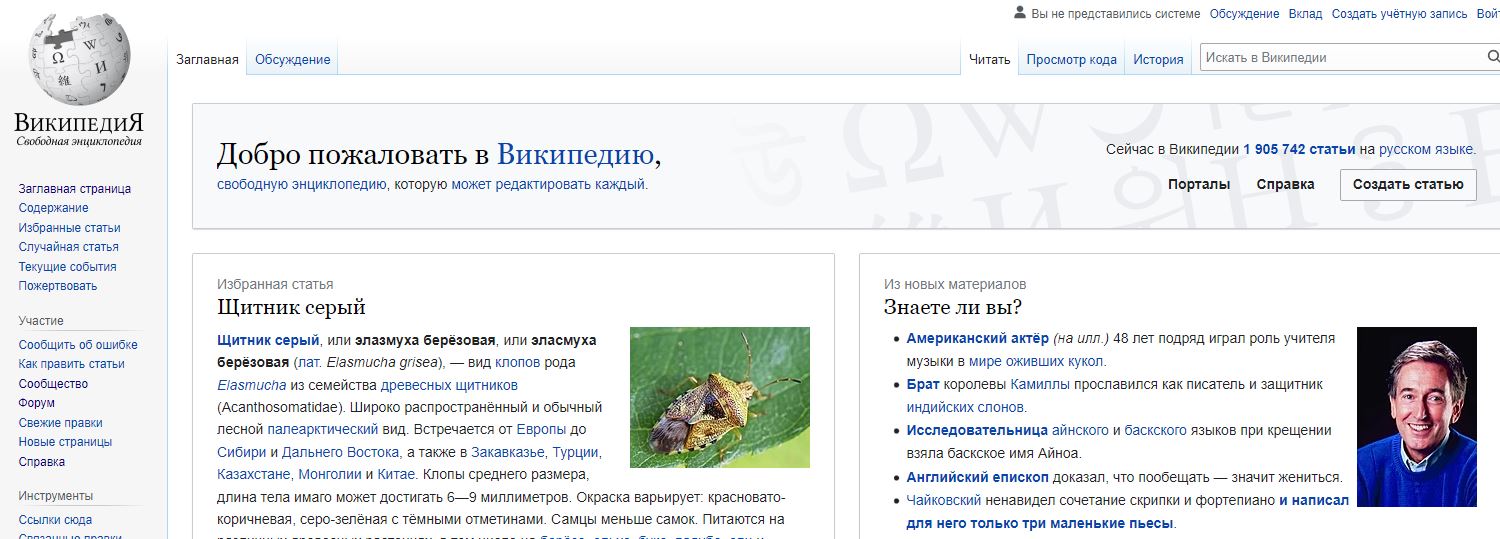 Вы не представились системе Обсуждение Вклад Создать учётную запись
Заглавная Обсуждение Читать Просмотр кода История Искать в Википедии
ВикипедиЯ
Свободная энциклопедия
Заглавная страница
Содержание
Избранные статьи
Случайная статья
Текущие события
Пожертвовать
Участие
Сообщить об ошибке
Как править статьи
Сообщество
Форум
Свежие правки
Новые страницы
Справка
Инструменты
Ссылки сюда
Связанные правки
Добро пожаловать в Википедию,
свободную энциклопедию, которую может редактировать каждый.
Сейчас в Википедии 1 905 742 статьи на русском языке.
Порталы Справка Создать статью
Избранная статья
Щитник серый
Щитник серый, или элазмуха берёзовая, или эласмуха
берёзовая (лат. Elasmucha grisea), — вид клопов рода
Elasmucha из семейства древесных щитников
(Acanthosomatidae). Широко распространённый и обычный
лесной палеарктический вид. Встречается от Европы до
Сибири и Дальнего Востока, а также в Закавказье, Турции,
Казахстане, Монголии и Китае. Клопы среднего размера,
длина тела имаго может достигать 6—9 миллиметров. Окраска варьирует: красновато-
коричневая, серо-зелёная с тёмными отметинами. Самцы меньше самок. Питаются на
Из новых материалов
Знаете ли вы?
Американский актёр (на илл.) 48 лет подряд играл роль учителя
музыки в мире оживших кукол.
Брат королевы Камиллы прославился как писатель и защитник
индийских слонов.
Исследовательница айнского и баскского языков при крещении
взяла баскское имя Айноа.
Английский епископ доказал, что пообещать — значит жениться.
Чайковский ненавидел сочетание скрипки и фортепиано и написал
для него только три маленькие пьесы.